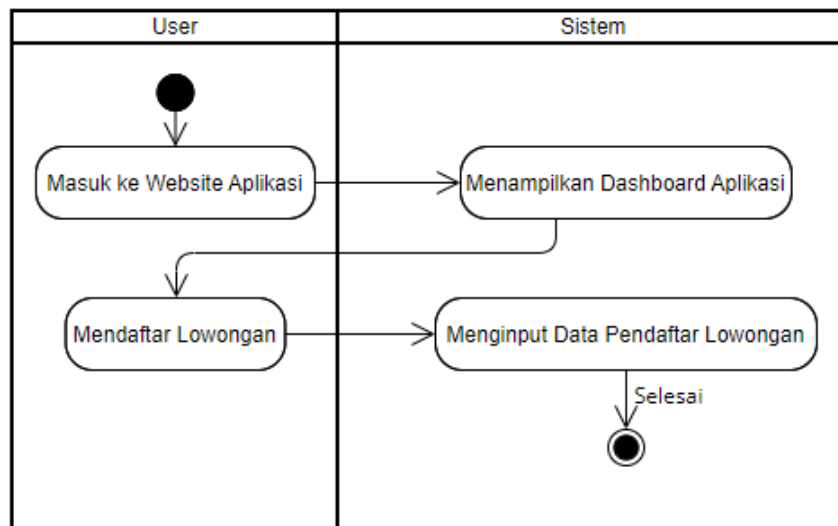 User
Sistem
Masuk ke Website Aplikasi
Menampilkan Dashboard Aplikasi
Mendaftar Lowongan
Menginput Data Pendaftar Lowongan
Selesai